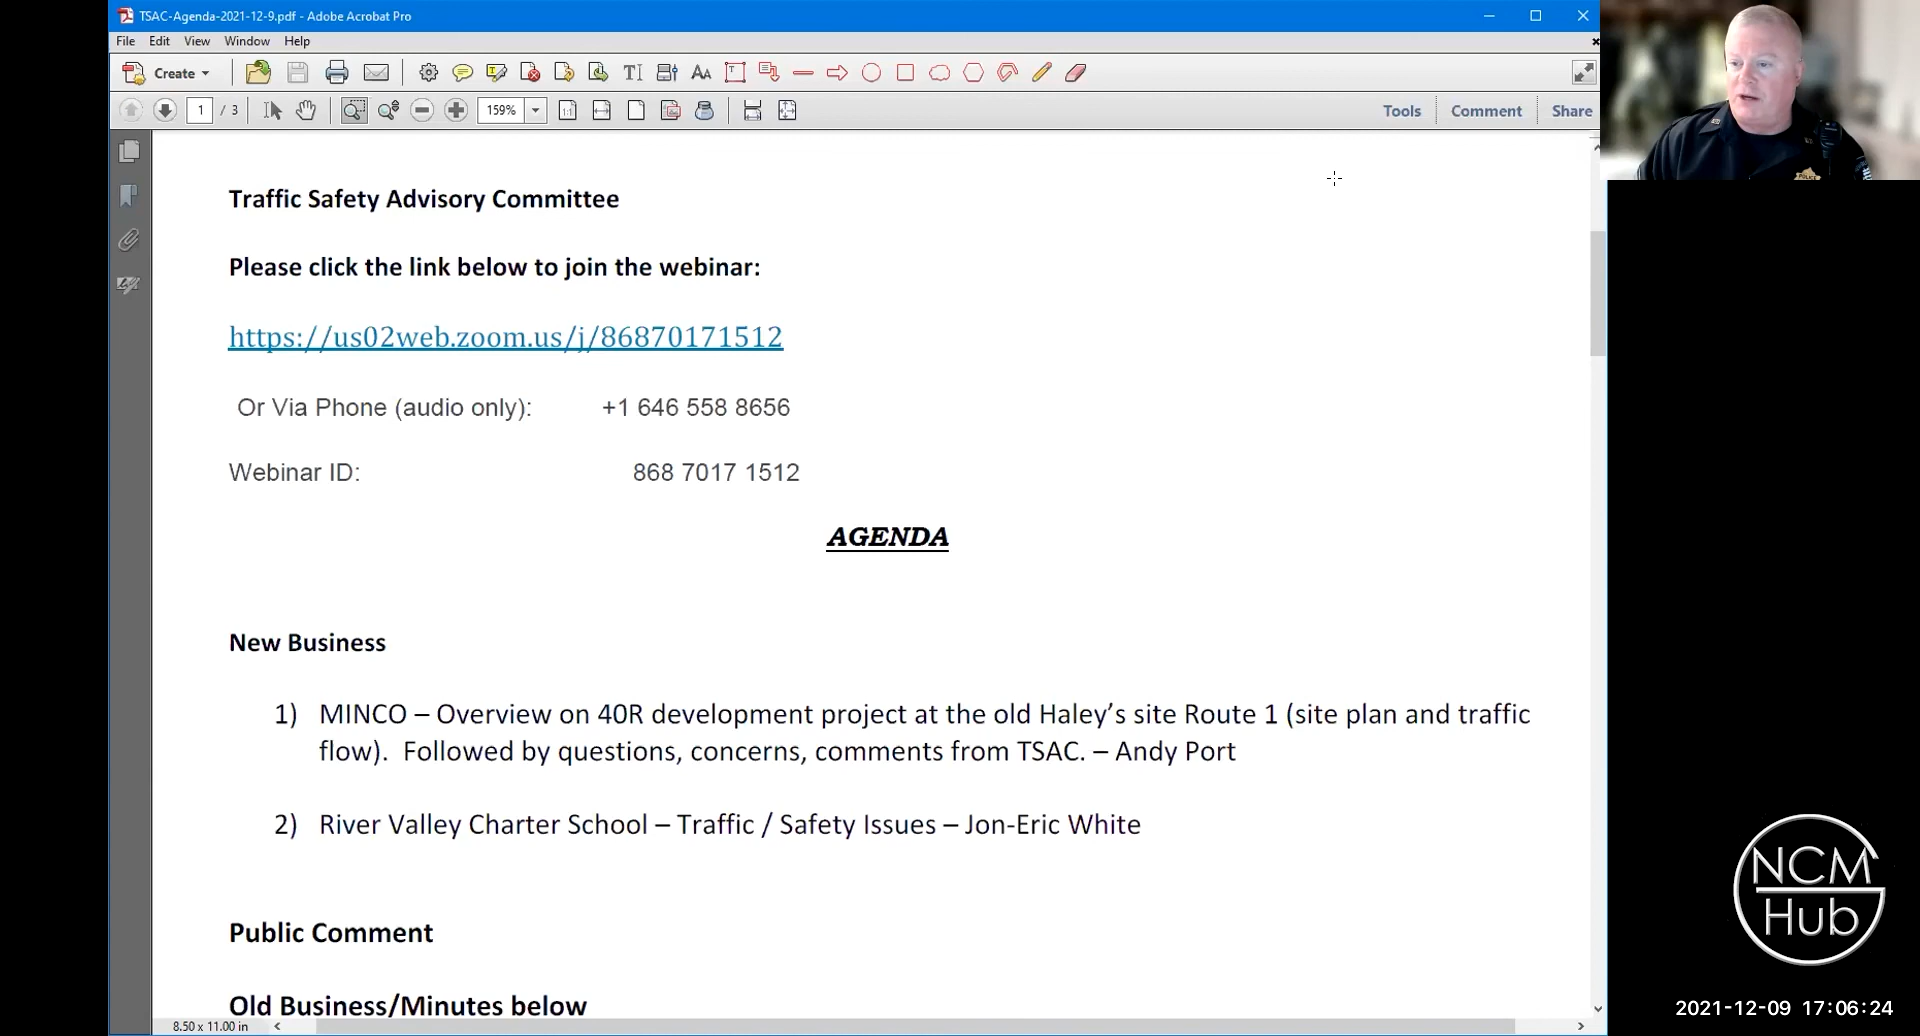 TSAC-Agenda-2021-12-9.pdf - Adobe Acrobat Pro
File Edit View Window Help
Create
1 / 3 159% Tools Comment Share
Traffic Safety Advisory Committee
Please click the link below to join the webinar:
https://us02web.zoom.us/j/86870171512
Or Via Phone (audio only): +1 646 558 8656
Webinar ID: 868 7017 1512
AGENDA
New Business
1) MINCO – Overview on 40R development project at the old Haley’s site Route 1 (site plan and traffic
flow). Followed by questions, concerns, comments from TSAC. – Andy Port
2) River Valley Charter School – Traffic / Safety Issues – Jon-Eric White
Public Comment
Old Business/Minutes below
8.50 x 11.00 in
POLICE
NCM
Hub
2021-12-09 17:06:24